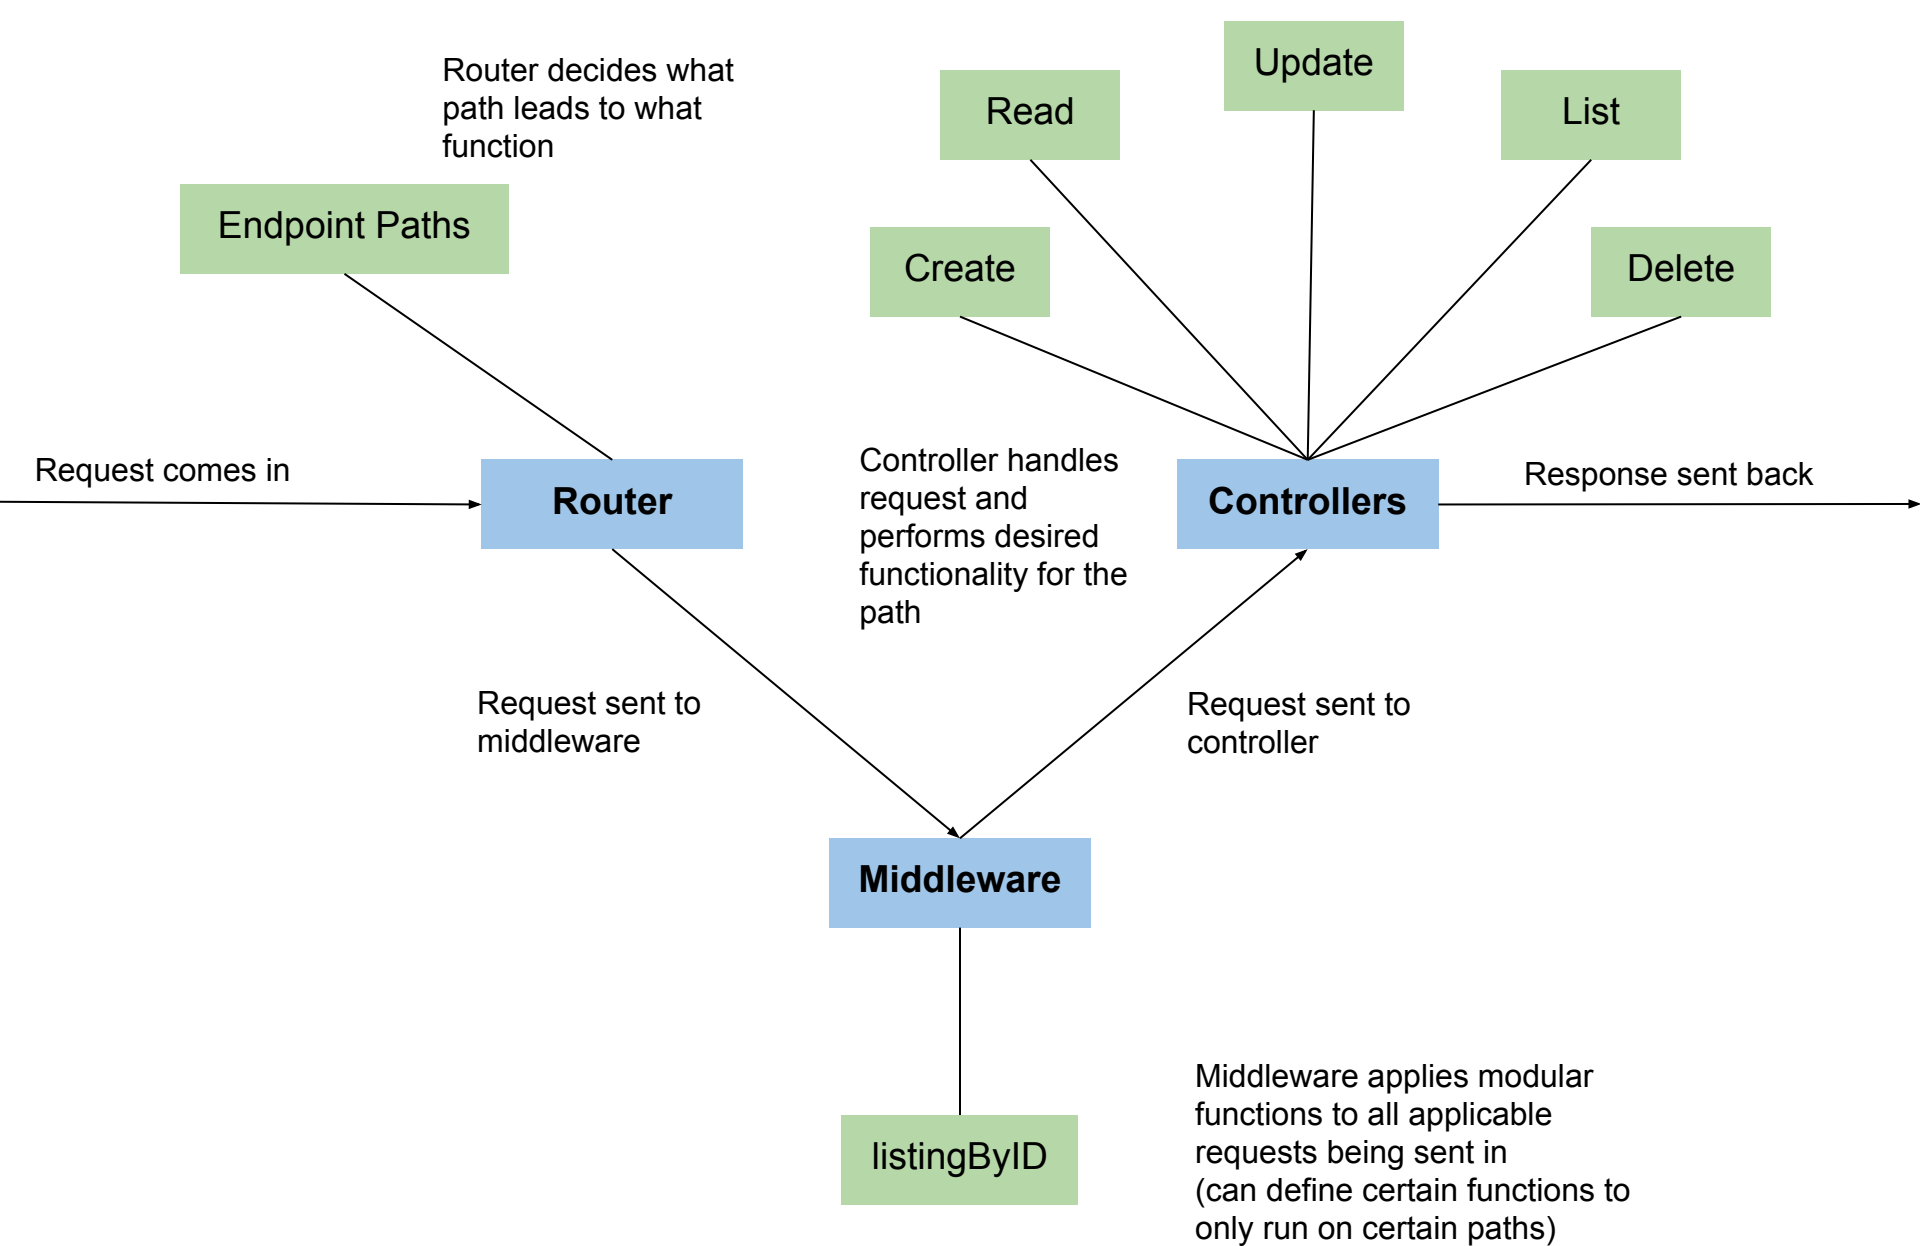 Update
Router decides what
path leads to what
function
Read
List
Endpoint Paths
Create
Delete
Request comes in
Router
Controller handles
request and
performs desired
functionality for the
path
Controllers
Response sent back
Request sent to
middleware
Request sent to
controller
Middleware
listingByID
Middleware applies modular
functions to all applicable
requests being sent in
(can define certain functions to
only run on certain paths)